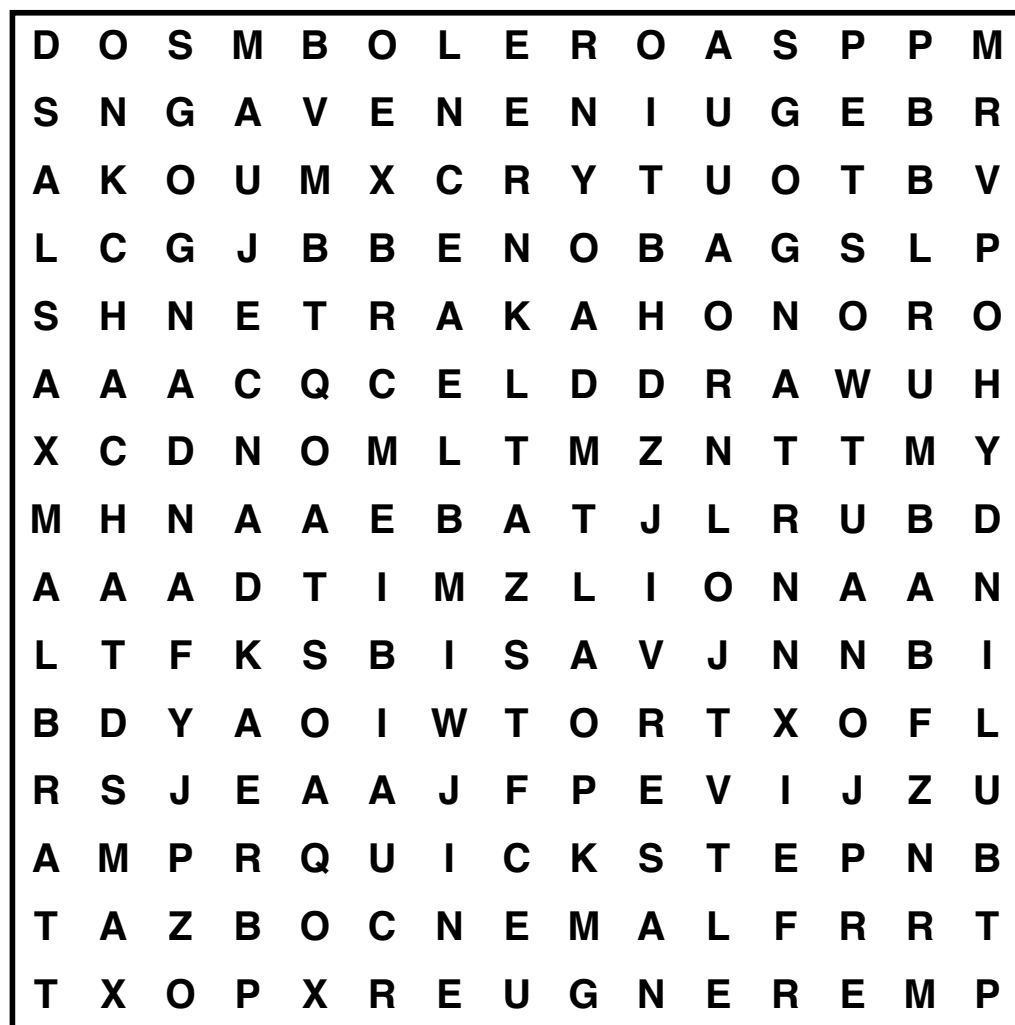 D O S M B O L E R O A S P P M
S N G A V E N E N I U G E B R
A K O U M X C R Y T U O T B V
L C G J B B E N O B A G S L P
S H N E T R A K A H O N O R O
A A A C Q C E L D D R A W U H
X C D N O M L T M Z N T T M Y
M H N A A E B A T J L R U B D
A A A D T I M Z L I O N A A N
L T F K S B I S A V J N N B I
B D Y A O I W T O R T X O F L
R S J E A A J F P E V I J Z U
A M P R Q U I C K S T E P N B
T A Z B O C N E M A L F R R T
T X O P X R E U G N E R E M P